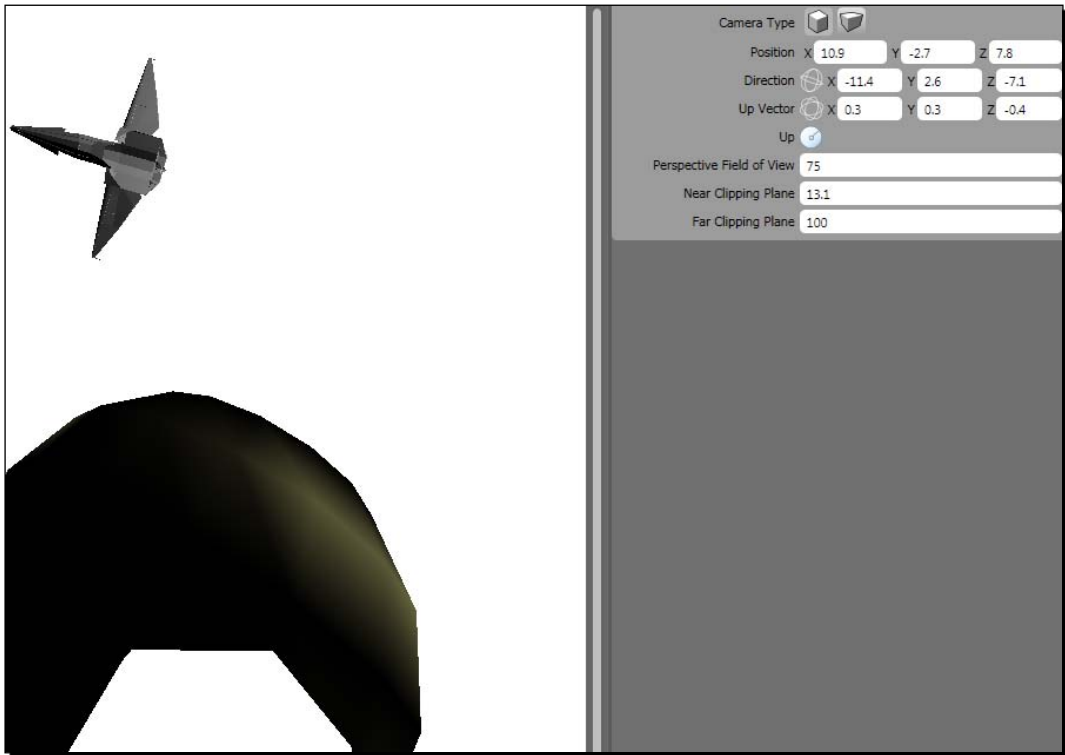 Camera Type
Position X 10.9 Y -2.7 Z 7.8
Direction X -11.4 Y 2.6 Z -7.1
Up Vector X 0.3 Y 0.3 Z -0.4
Up
Perspective Field of View 75
Near Clipping Plane 13.1
Far Clipping Plane 100